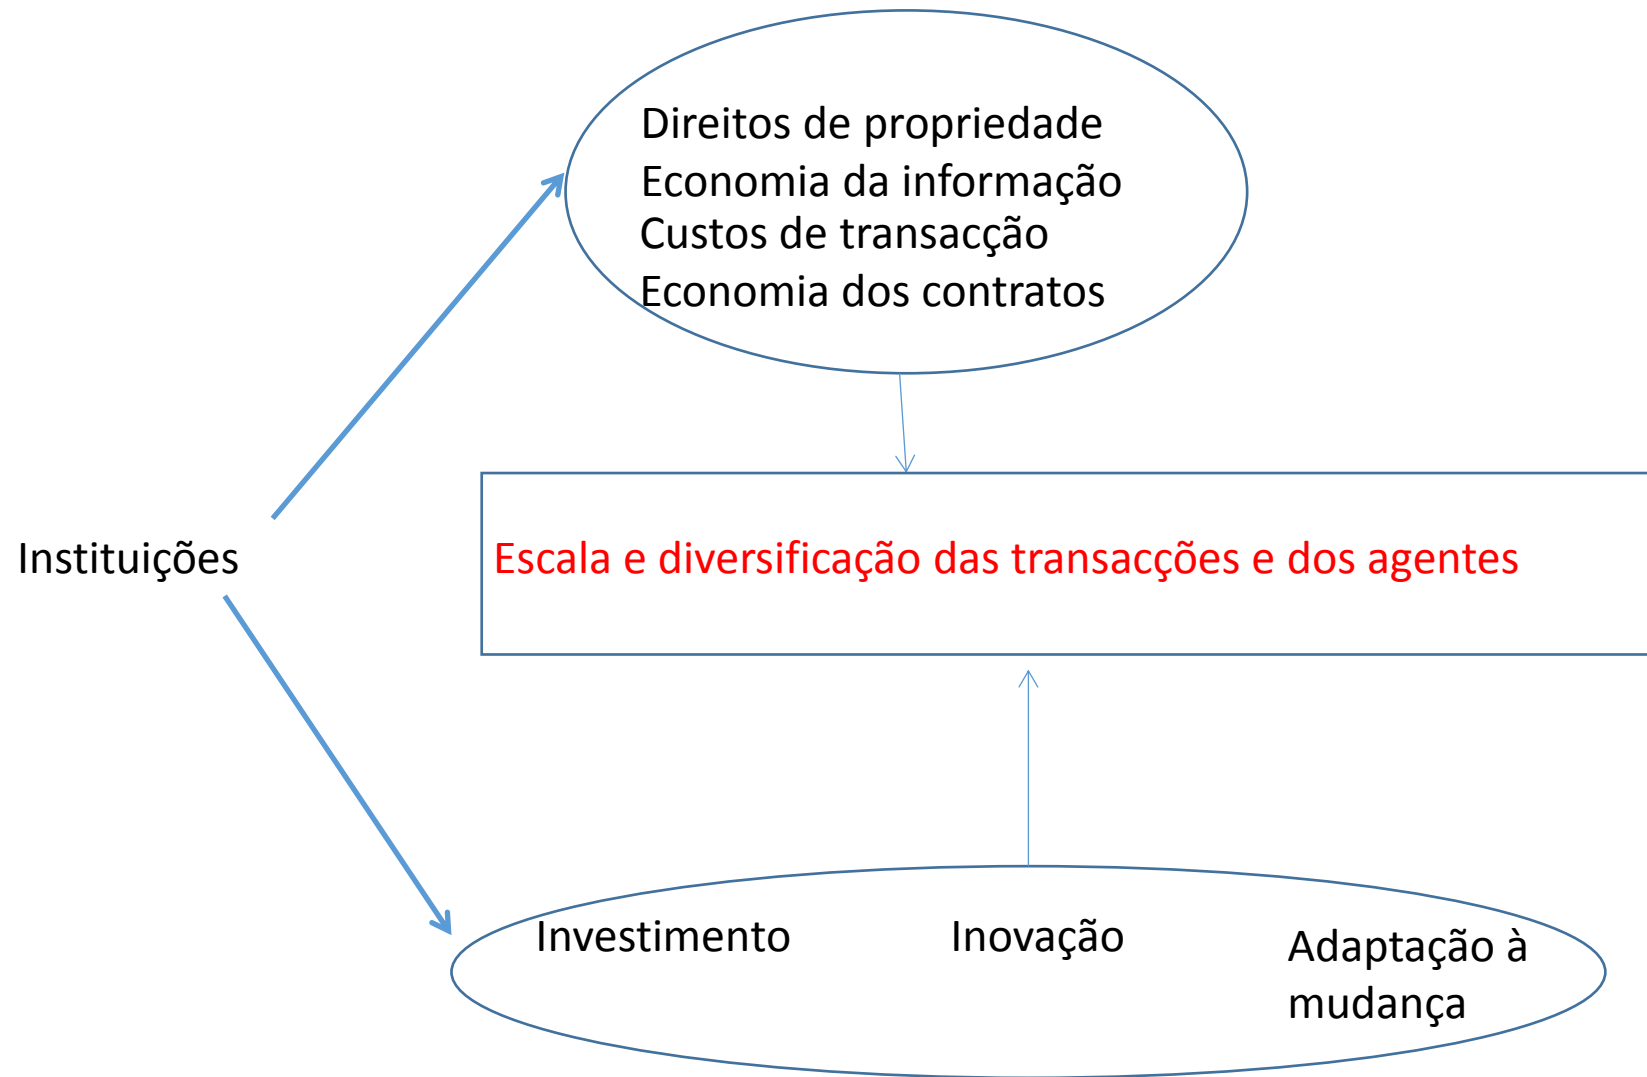 Direitos de propriedade
Economia da informação
Custos de transacção
Economia dos contratos
Instituições
Escala e diversificação das transacções e dos agentes
Investimento
Inovação
Adaptação à
mudança